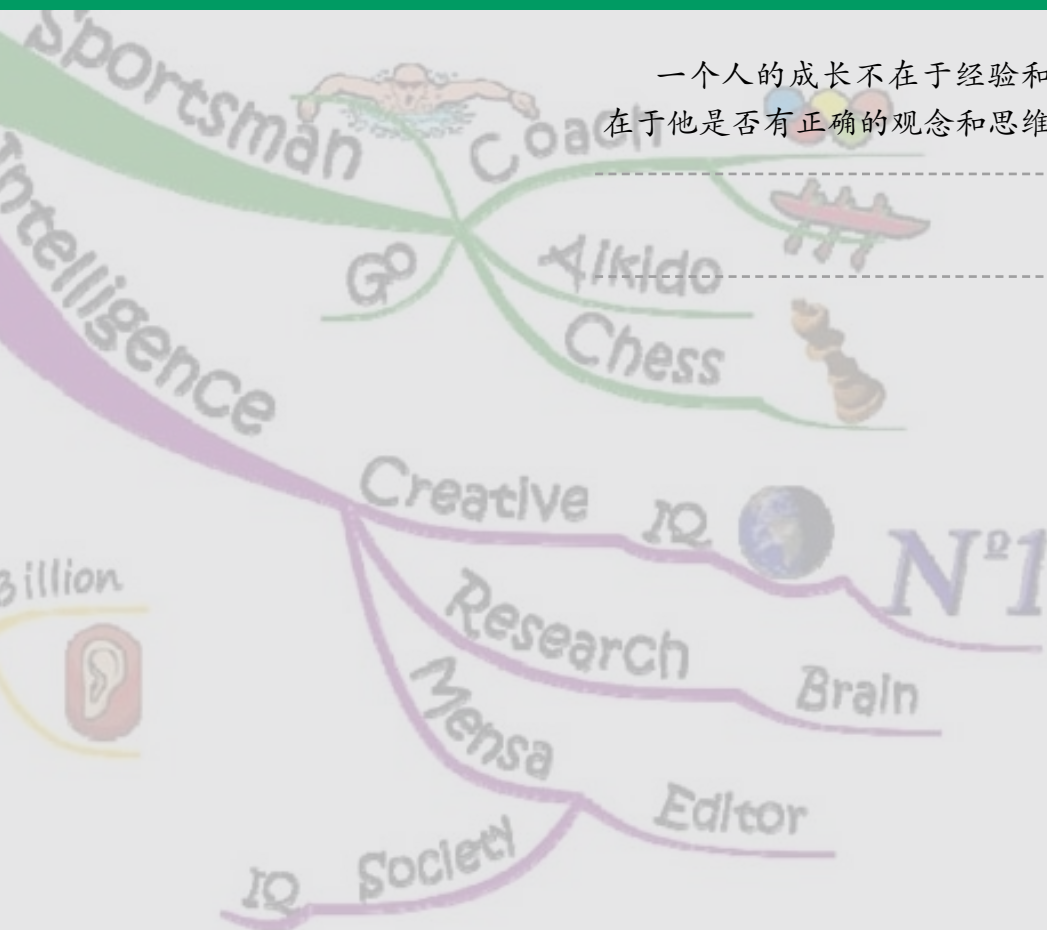 一个人的成长不在于经验和
在于他是否有正确的观念和思维
Sportsman
Coach
Go
Aikido
Chess
Intelligence
Creative
IQ
Nº1
Research
Brain
Mensa
Editor
Society
IQ
Billion